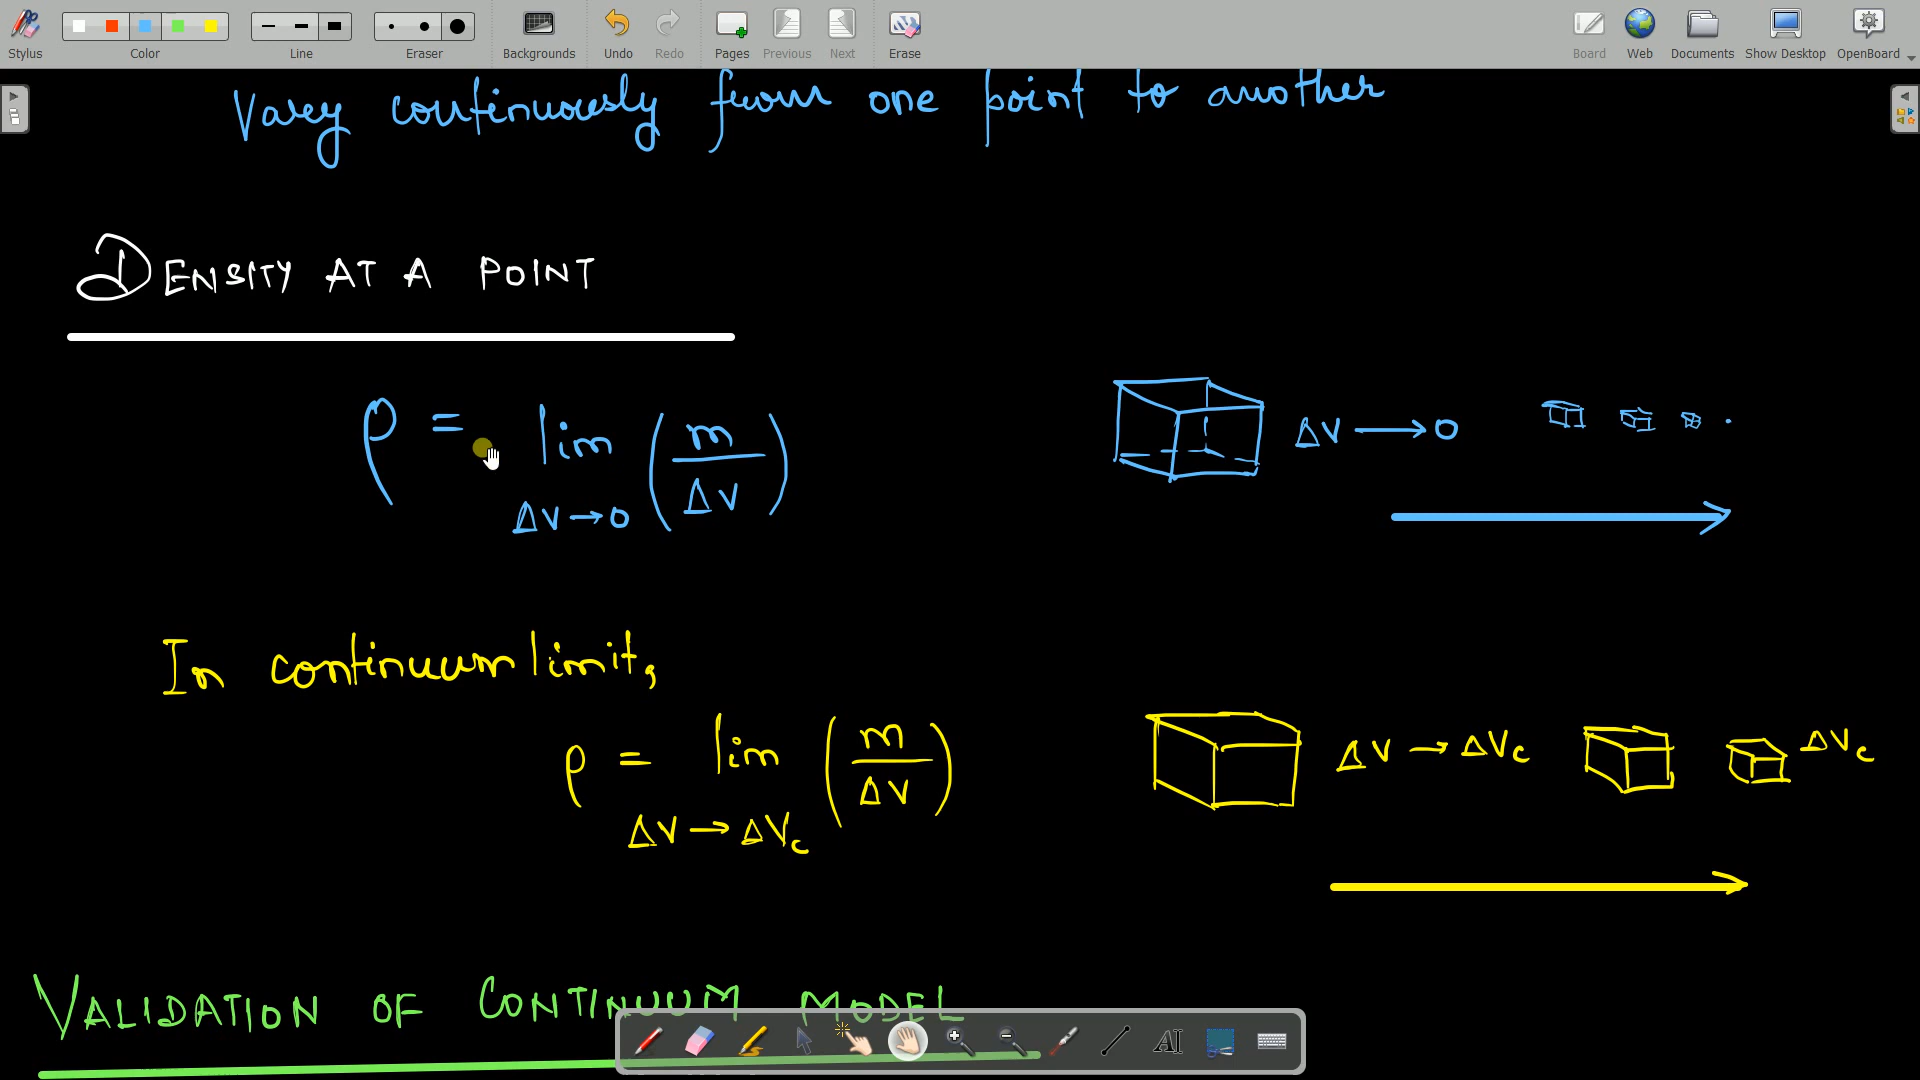 Stylus Color Line Eraser Backgrounds Undo Redo Pages Previous Next Erase Board Web Documents Show Desktop OpenBoard
Vary continuously from one point to another
DENSITY AT A POINT
ρ = lim (m/ΔV)
ΔV→0
ΔV → 0
In continuum limit,
ρ = lim (m/ΔV)
ΔV → ΔVc
ΔV → ΔVc ΔVc
VALIDATION OF CONTINUUM MODEL